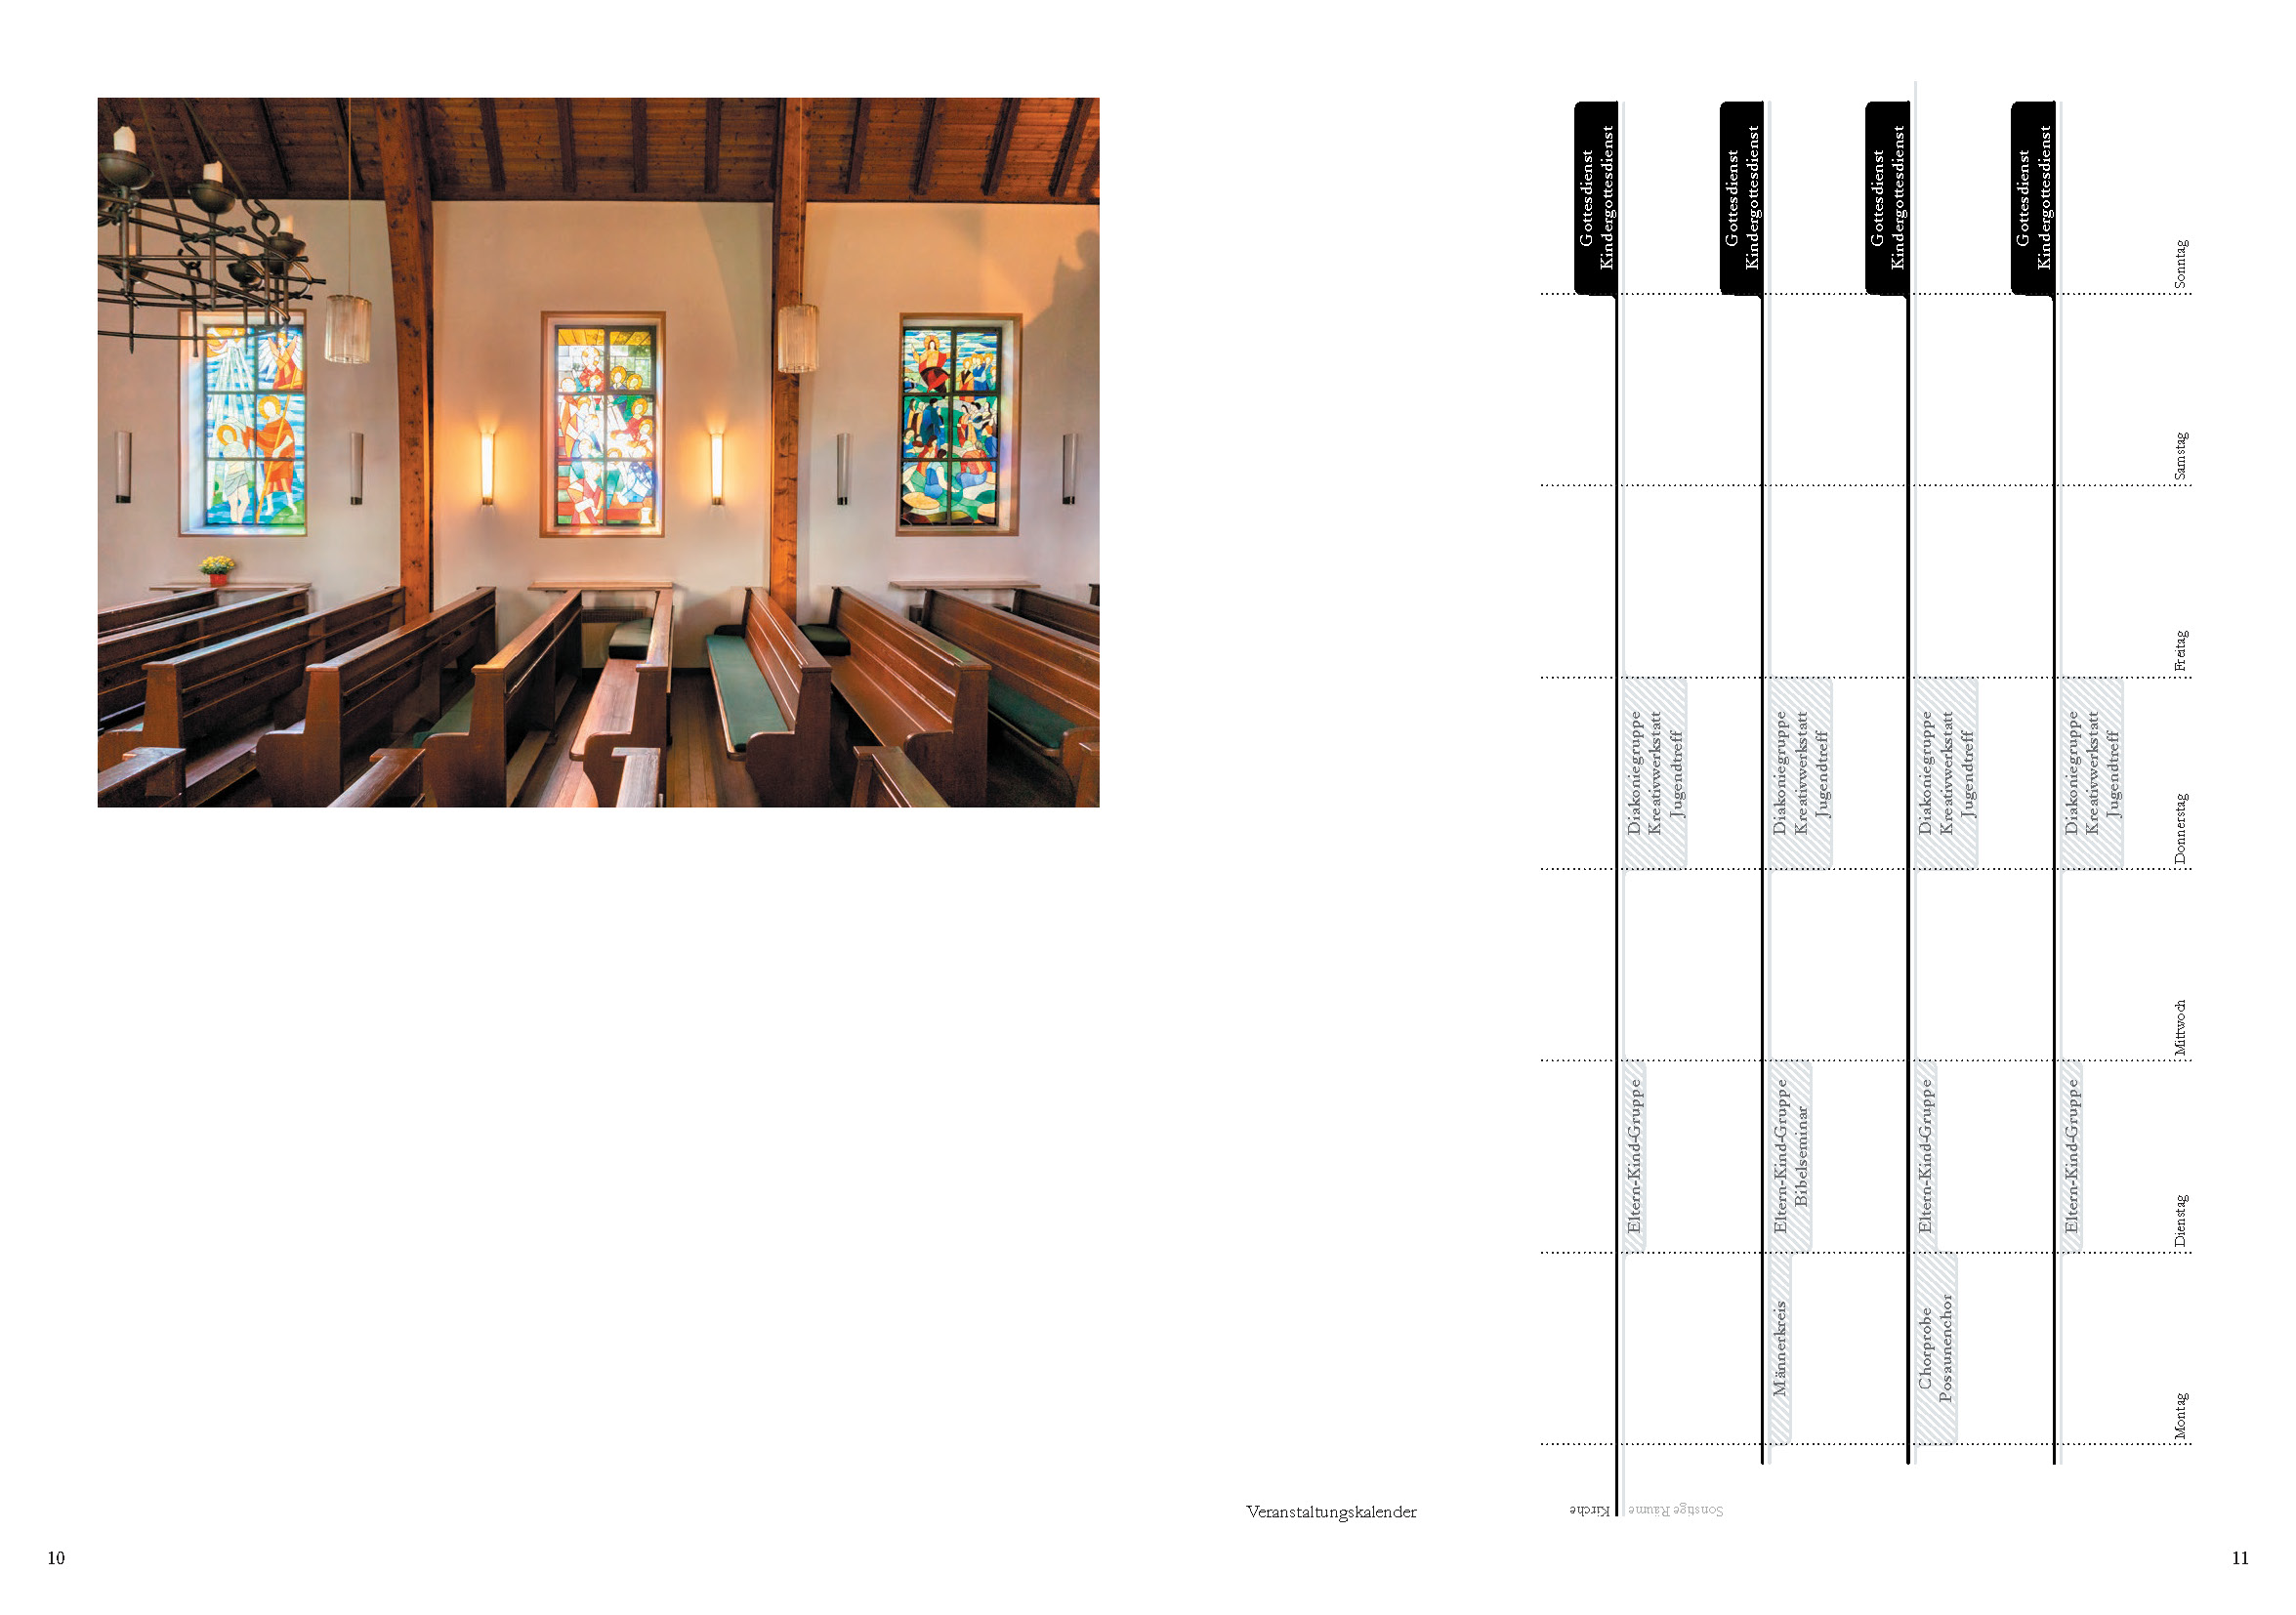 Gottesdienst
Kindergottesdienst
Gottesdienst
Kindergottesdienst
Gottesdienst
Kindergottesdienst
Gottesdienst
Kindergottesdienst
Sonntag
Samstag
Freitag
Diakoniegruppe
Kreativwerkstatt
Jugendtreff
Diakoniegruppe
Kreativwerkstatt
Jugendtreff
Diakoniegruppe
Kreativwerkstatt
Jugendtreff
Diakoniegruppe
Kreativwerkstatt
Jugendtreff
Donnerstag
Mittwoch
Eltern-Kind-Gruppe
Eltern-Kind-Gruppe
Bibelseminar
Eltern-Kind-Gruppe
Eltern-Kind-Gruppe
Dienstag
Männerkreis
Chorprobe
Posaunenchor
Montag
Kirche
Sonstige Räume
Veranstaltungskalender
10
11